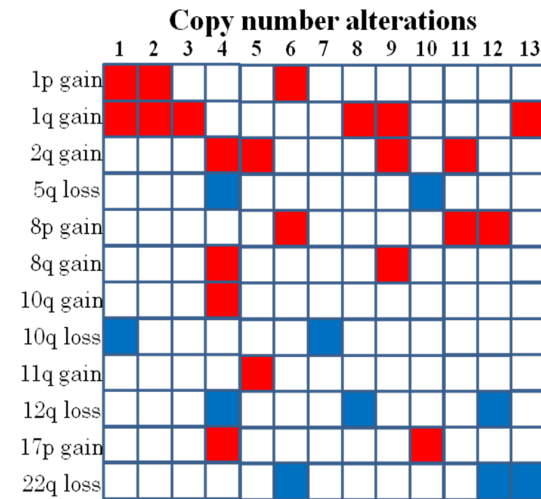 Copy number alterations
1 2 3 4 5 6 7 8 9 10 11 12 13
1p gain
1q gain
2q gain
5q loss
8p gain
8q gain
10q gain
10q loss
11q gain
12q loss
17p gain
22q loss